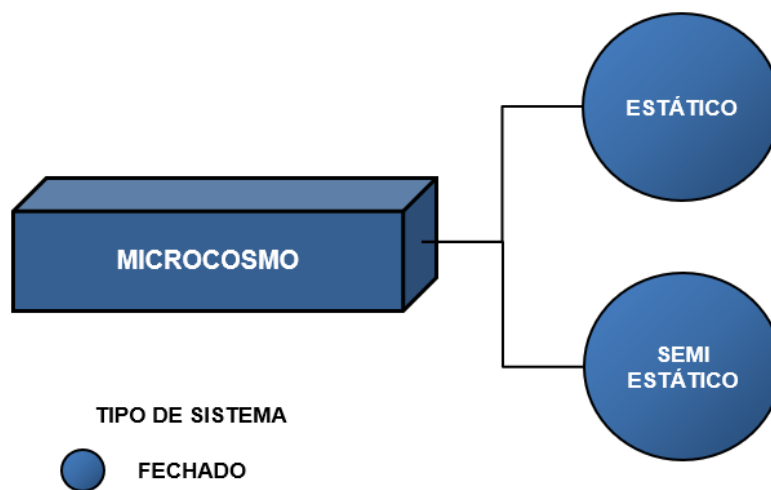 ESTÁTICO
MICROCOSMO
SEMI
ESTÁTICO
TIPO DE SISTEMA
FECHADO